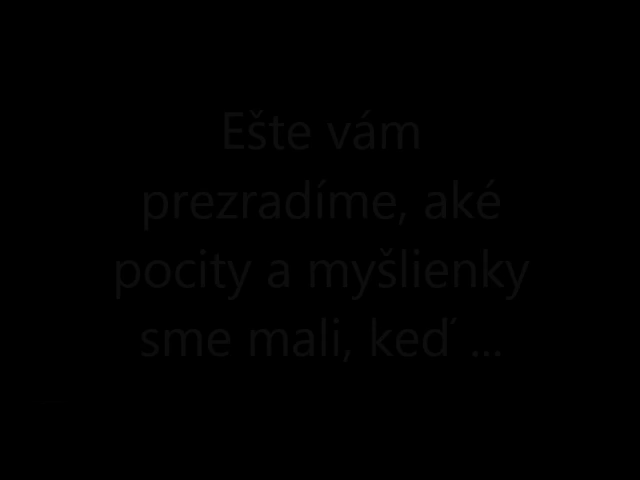 Ešte vám
prezradíme, aké
pocity a myšlienky
sme mali, keď ...